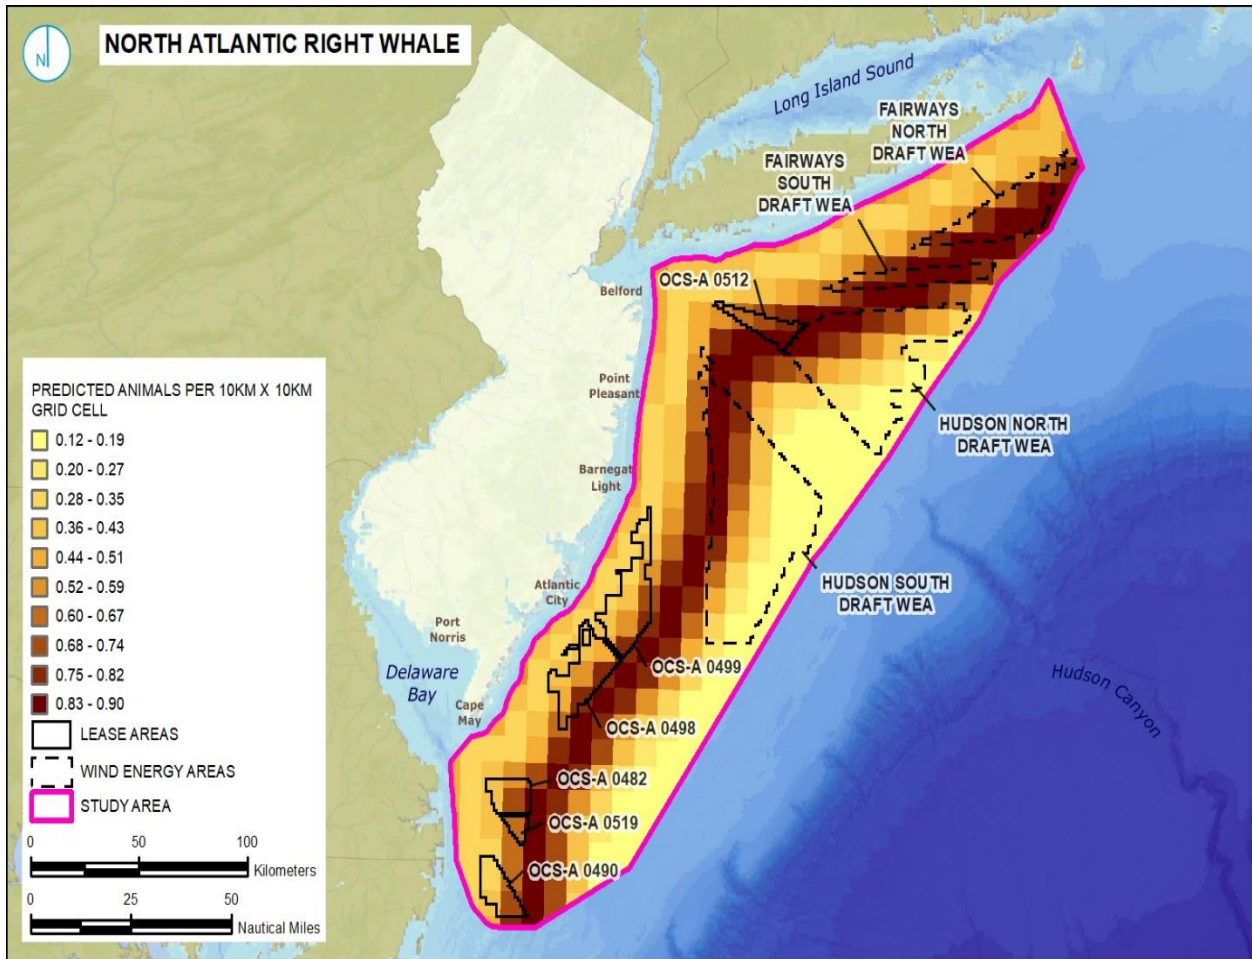 N
NORTH ATLANTIC RIGHT WHALE
Long Island Sound
FAIRWAYS
NORTH
DRAFT WEA
FAIRWAYS
SOUTH
DRAFT WEA
OCS-A 0512
Belford
Point
Pleasant
HUDSON NORTH
DRAFT WEA
Barnegat
Light
HUDSON SOUTH
DRAFT WEA
Atlantic
City
Port
Norris
Delaware
Bay
Cape
May
OCS-A 0499
OCS-A 0498
Hudson Canyon
OCS-A 0482
OCS-A 0519
OCS-A 0490
PREDICTED ANIMALS PER 10KM X 10KM
GRID CELL
0.12 - 0.19
0.20 - 0.27
0.28 - 0.35
0.36 - 0.43
0.44 - 0.51
0.52 - 0.59
0.60 - 0.67
0.68 - 0.74
0.75 - 0.82
0.83 - 0.90
LEASE AREAS
WIND ENERGY AREAS
STUDY AREA
0 50 100
Kilometers
0 25 50
Nautical Miles